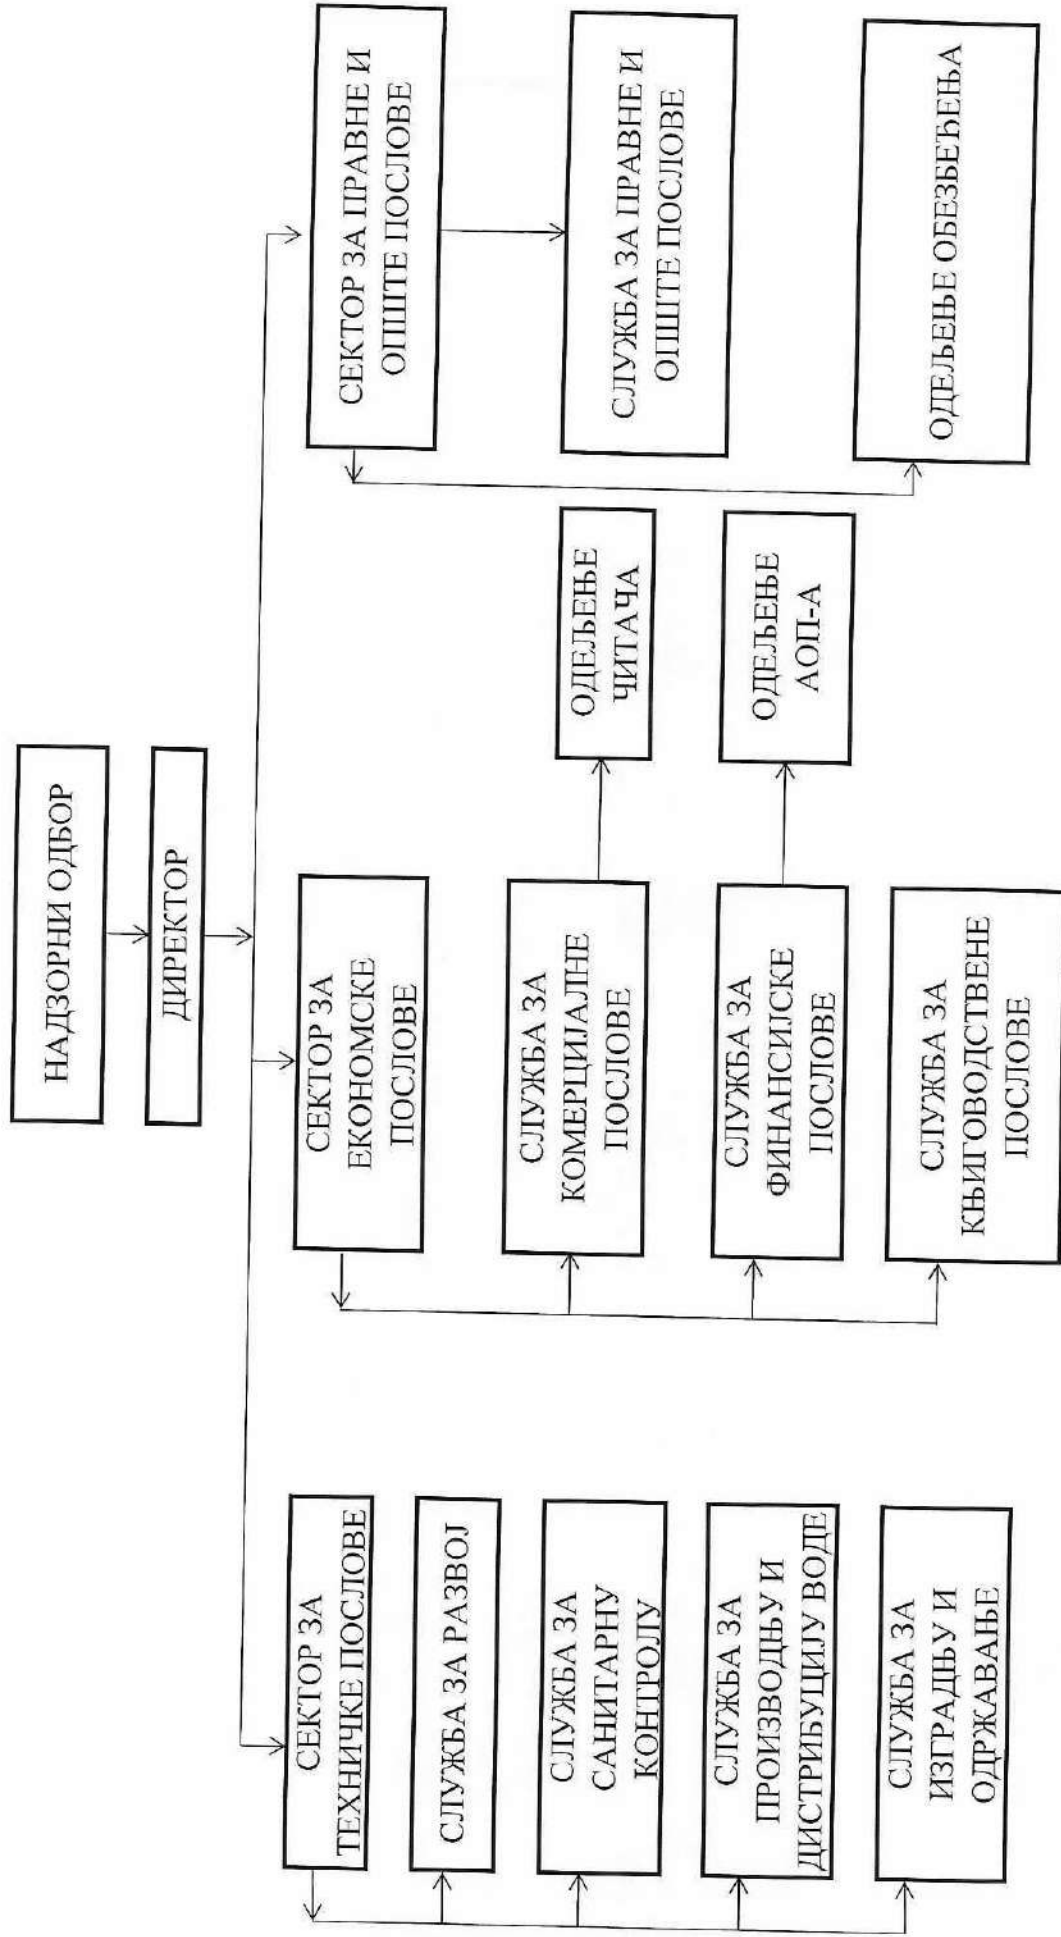 НАДЗОРНИ ОДБОР
ДИРЕКТОР
СЕКТОР ЗА
ТЕХНИЧКЕ ПОСЛОВЕ
СЛУЖБА ЗА РАЗВОЈ
СЛУЖБА ЗА
САНИТАРНУ
КОНТРОЛУ
СЛУЖБА ЗА
ПРОИЗВОДЊУ И
ДИСТРИБУЦИЈУ ВОДЕ
СЛУЖБА ЗА
ИЗГРАДЊУ И
ОДРЖАВАЊЕ
СЕКТОР ЗА
ЕКОНОМСКЕ
ПОСЛОВЕ
СЛУЖБА ЗА
КОМЕРЦИЈАЛНЕ
ПОСЛОВЕ
ОДЕЉЕЊЕ
ЧИТАЧА
СЛУЖБА ЗА
ФИНАНСИЈСКЕ
ПОСЛОВЕ
ОДЕЉЕЊЕ
АОП-А
СЛУЖБА ЗА
КЊИГОВОДСТВЕНЕ
ПОСЛОВЕ
СЕКТОР ЗА ПРАВНЕ И
ОПШТЕ ПОСЛОВЕ
СЛУЖБА ЗА ПРАВНЕ И
ОПШТЕ ПОСЛОВЕ
ОДЕЉЕЊЕ ОБЕЗБЕЂЕЊА